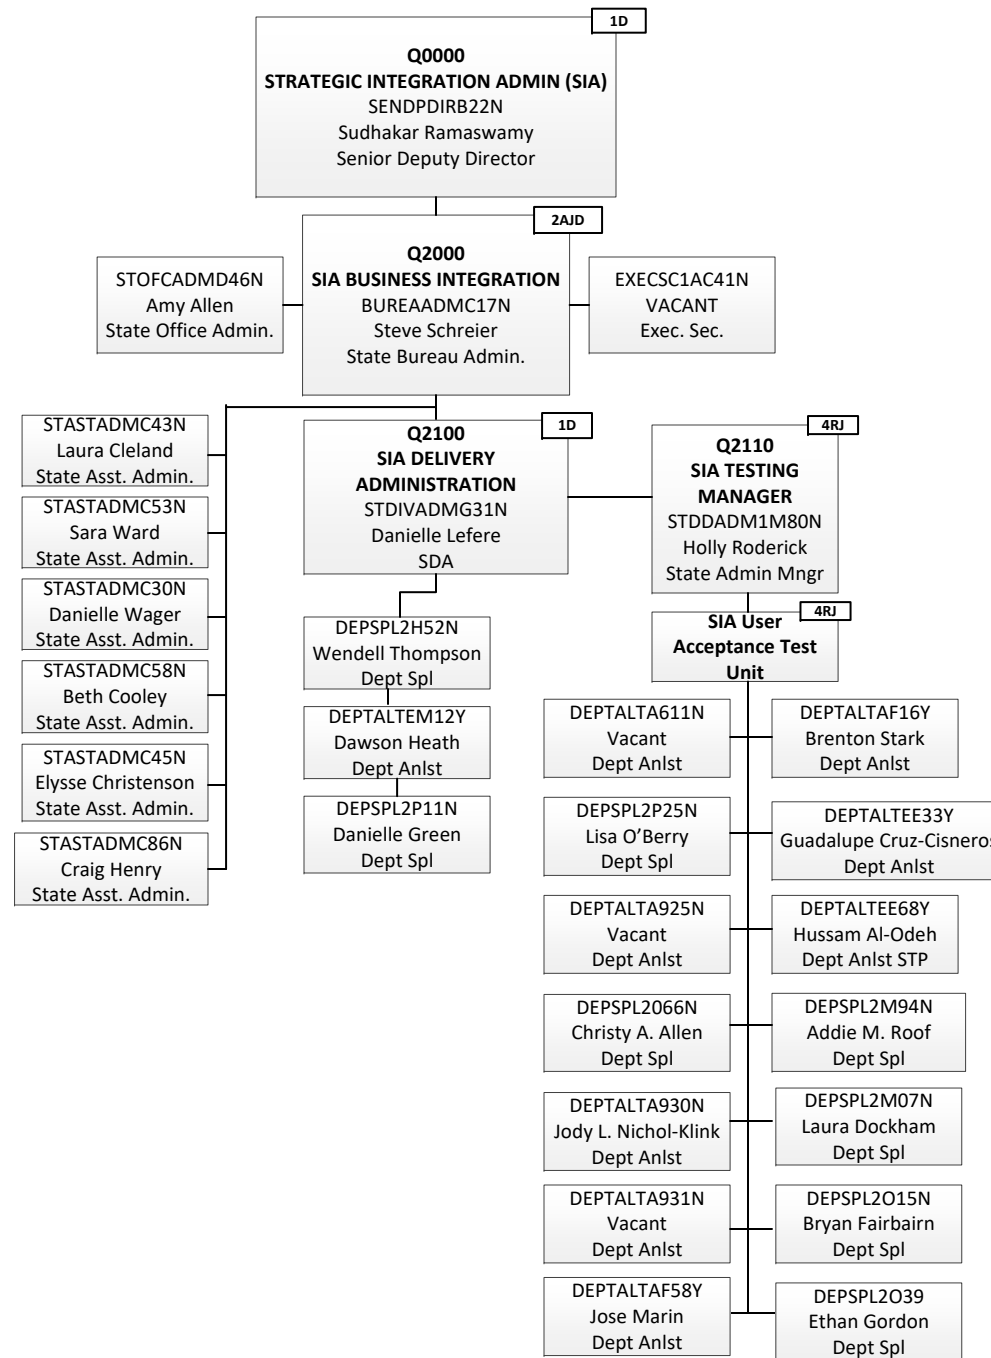 1D
Q0000
STRATEGIC INTEGRATION ADMIN (SIA)
SENDPDIRB22N
Sudhakar Ramaswamy
Senior Deputy Director
2AJD
Q2000
SIA BUSINESS INTEGRATION
BUREAADMC17N
Steve Schreier
State Bureau Admin.
STOFCADMD46N
Amy Allen
State Office Admin.
EXECSC1AC41N
VACANT
Exec. Sec.
STASTADMC43N
Laura Cleland
State Asst. Admin.
STASTADMC53N
Sara Ward
State Asst. Admin.
STASTADMC30N
Danielle Wager
State Asst. Admin.
STASTADMC58N
Beth Cooley
State Asst. Admin.
STASTADMC45N
Elysse Christenson
State Asst. Admin.
STASTADMC86N
Craig Henry
State Asst. Admin.
1D
Q2100
SIA DELIVERY
ADMINISTRATION
STDIVADMG31N
Danielle Lefere
SDA
DEPSPL2H52N
Wendell Thompson
Dept Spl
DEPTALTEM12Y
Dawson Heath
Dept Anlst
DEPSPL2P11N
Danielle Green
Dept Spl
4RJ
Q2110
SIA TESTING
MANAGER
STDDADM1M80N
Holly Roderick
State Admin Mngr
4RJ
SIA User
Acceptance Test
Unit
DEPTALTA611N
Vacant
Dept Anlst
DEPTALTAF16Y
Brenton Stark
Dept Anlst
DEPSPL2P25N
Lisa O’Berry
Dept Spl
DEPTALTEE33Y
Guadalupe Cruz-Cisneros
Dept Anlst
DEPTALTA925N
Vacant
Dept Anlst
DEPTALTEE68Y
Hussam Al-Odeh
Dept Anlst STP
DEPSPL2066N
Christy A. Allen
Dept Spl
DEPSPL2M94N
Addie M. Roof
Dept Spl
DEPTALTA930N
Jody L. Nichol-Klink
Dept Anlst
DEPSPL2M07N
Laura Dockham
Dept Spl
DEPTALTA931N
Vacant
Dept Anlst
DEPSPL2O15N
Bryan Fairbairn
Dept Spl
DEPTALTAF58Y
Jose Marin
Dept Anlst
DEPSPL2O39
Ethan Gordon
Dept Spl